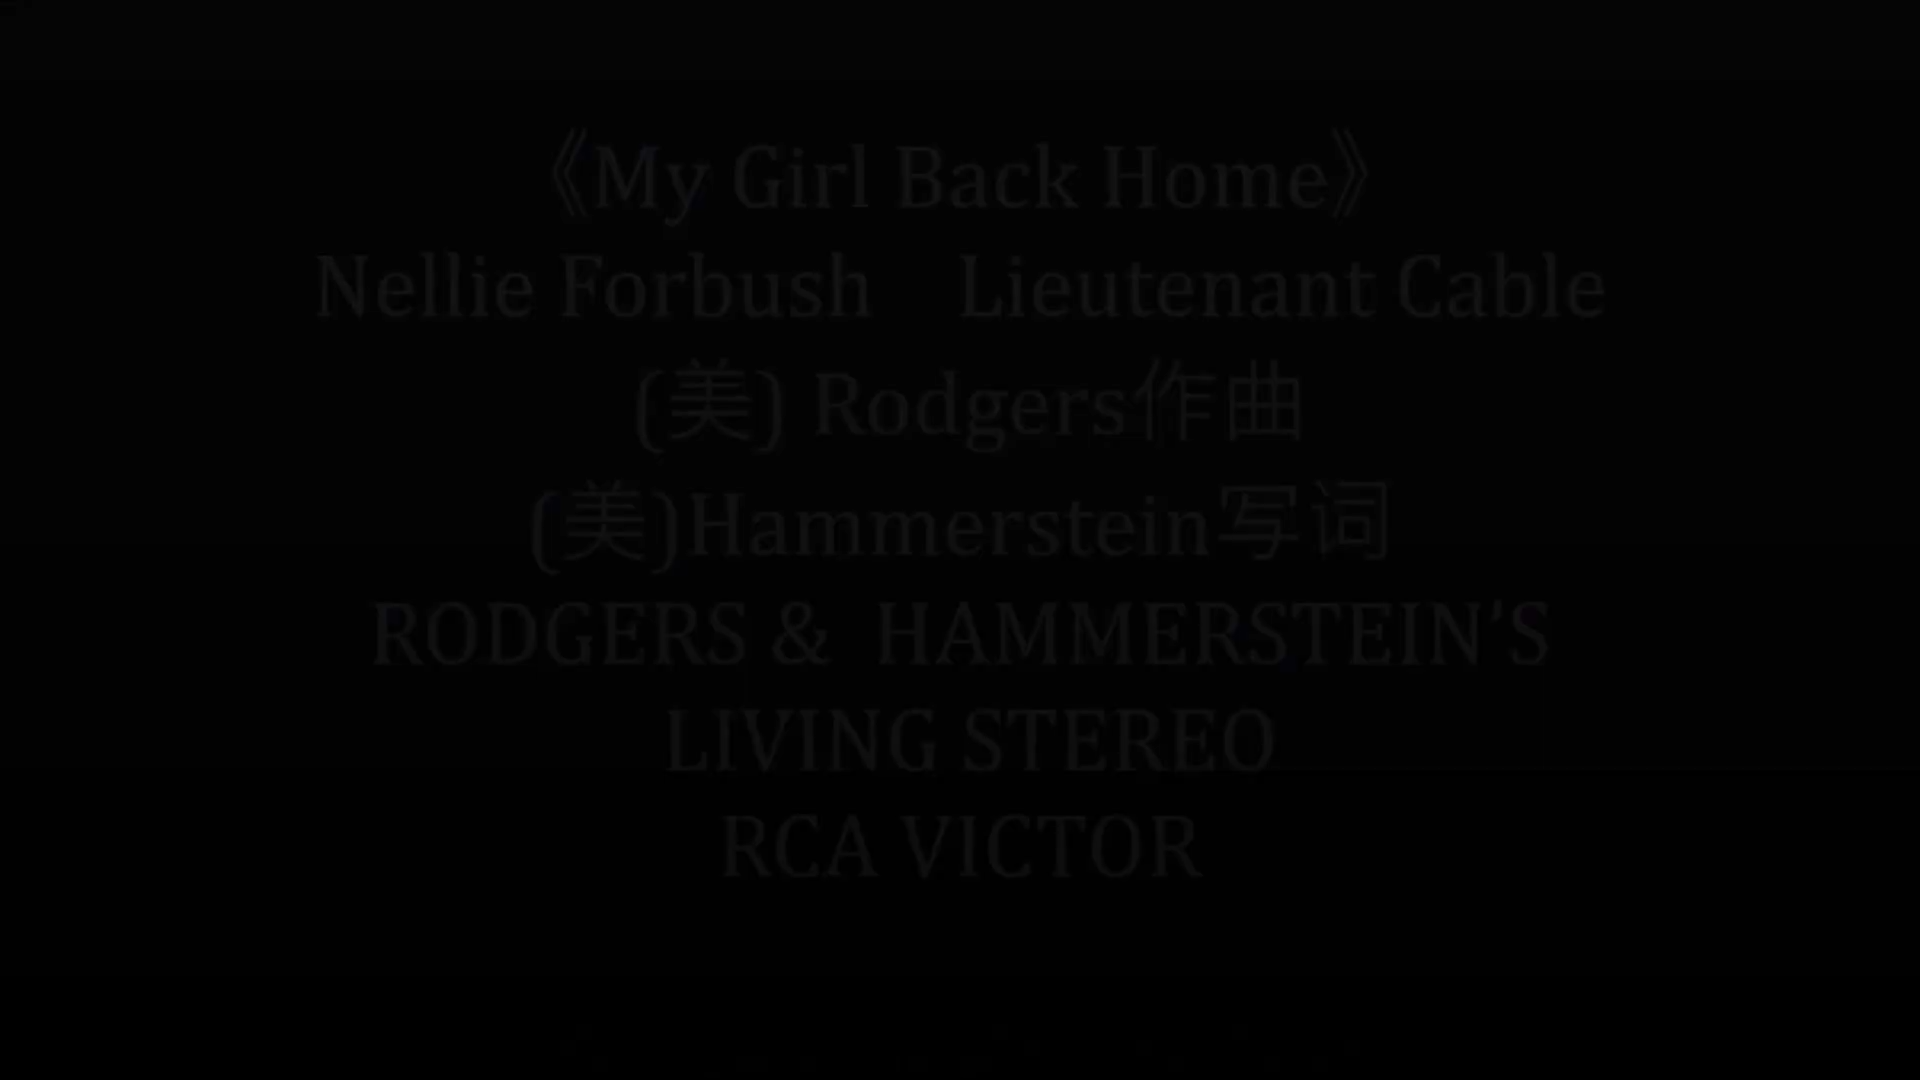 《My Girl Back Home》
Nellie Forbush    Lieutenant Cable
(美) Rodgers作曲
(美)Hammerstein写词
RODGERS &  HAMMERSTEIN'S
LIVING STEREO
RCA VICTOR